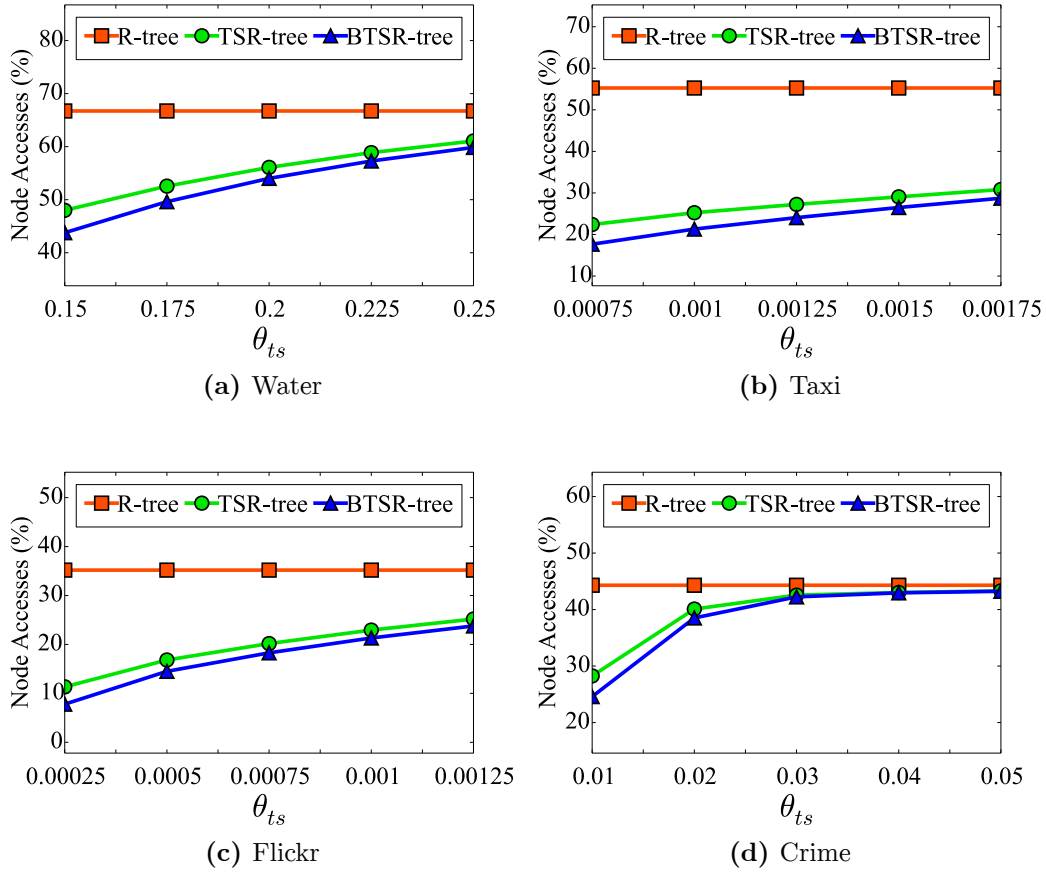 R-tree TSR-tree BTSR-tree
Node Accesses (%)
80
70
60
50
40
0.15 0.175 0.2 0.225 0.25
θts
(a) Water
R-tree TSR-tree BTSR-tree
Node Accesses (%)
70
60
50
40
30
20
10
0.00075 0.001 0.00125 0.0015 0.00175
θts
(b) Taxi
R-tree TSR-tree BTSR-tree
Node Accesses (%)
50
40
30
20
10
0
0.00025 0.0005 0.00075 0.001 0.00125
θts
(c) Flickr
R-tree TSR-tree BTSR-tree
Node Accesses (%)
60
50
40
30
20
0.01 0.02 0.03 0.04 0.05
θts
(d) Crime